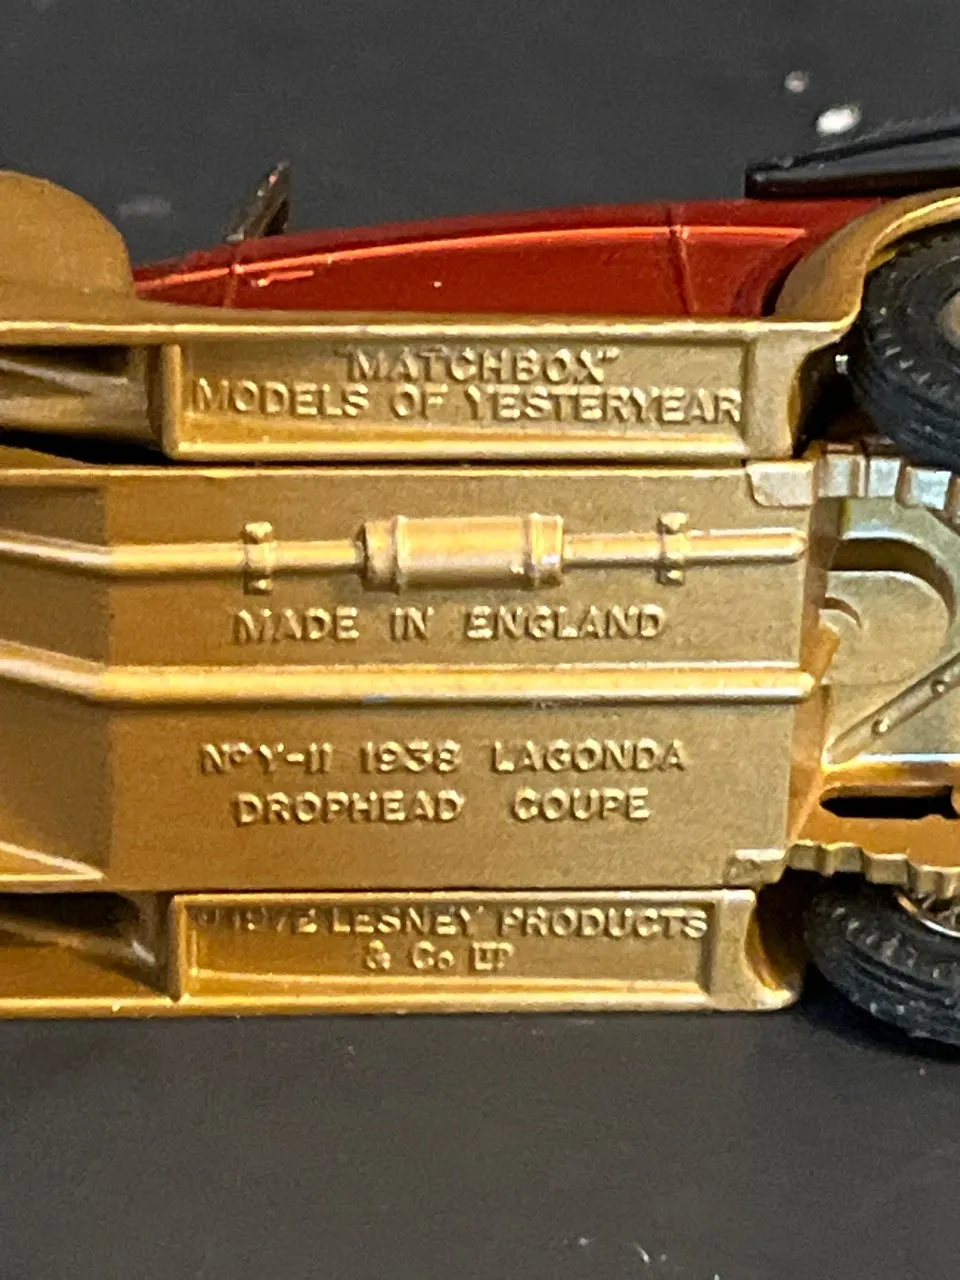 "MATCHBOX"
MODELS OF YESTERYEAR
MADE IN ENGLAND
Nº Y-11 1938 LAGONDA
DROPHEAD COUPE
© 1972 LESNEY PRODUCTS
& Co LTD